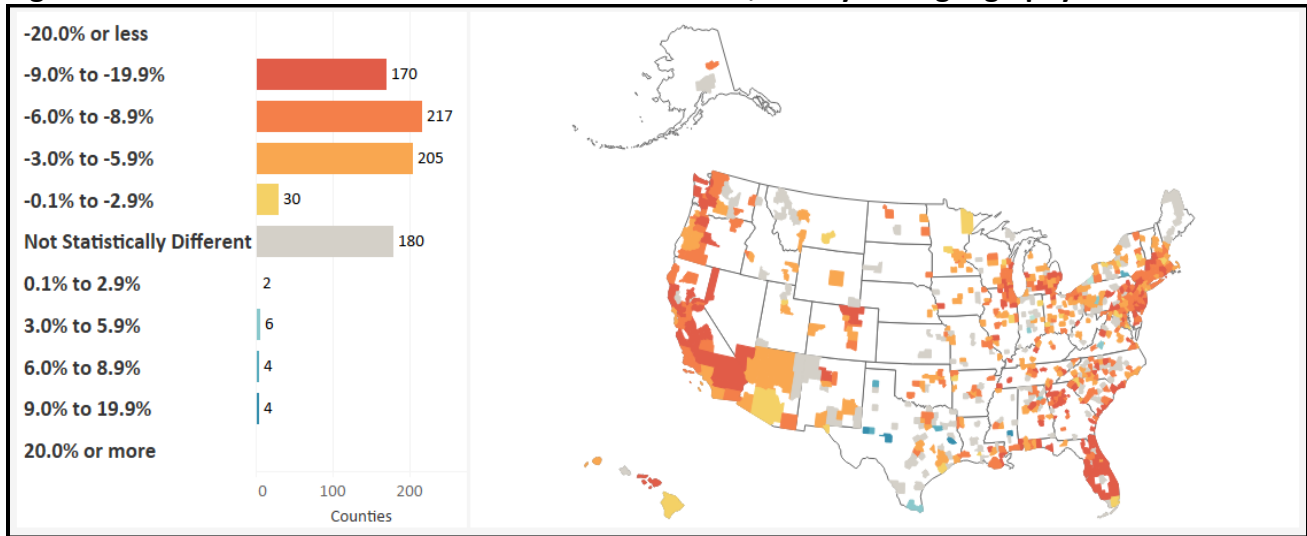 -20.0% or less
-9.0% to -19.9% 170
-6.0% to -8.9% 217
-3.0% to -5.9% 205
-0.1% to -2.9% 30
Not Statistically Different 180
0.1% to 2.9% 2
3.0% to 5.9% 6
6.0% to 8.9% 4
9.0% to 19.9% 4
20.0% or more
0 100 200
Counties